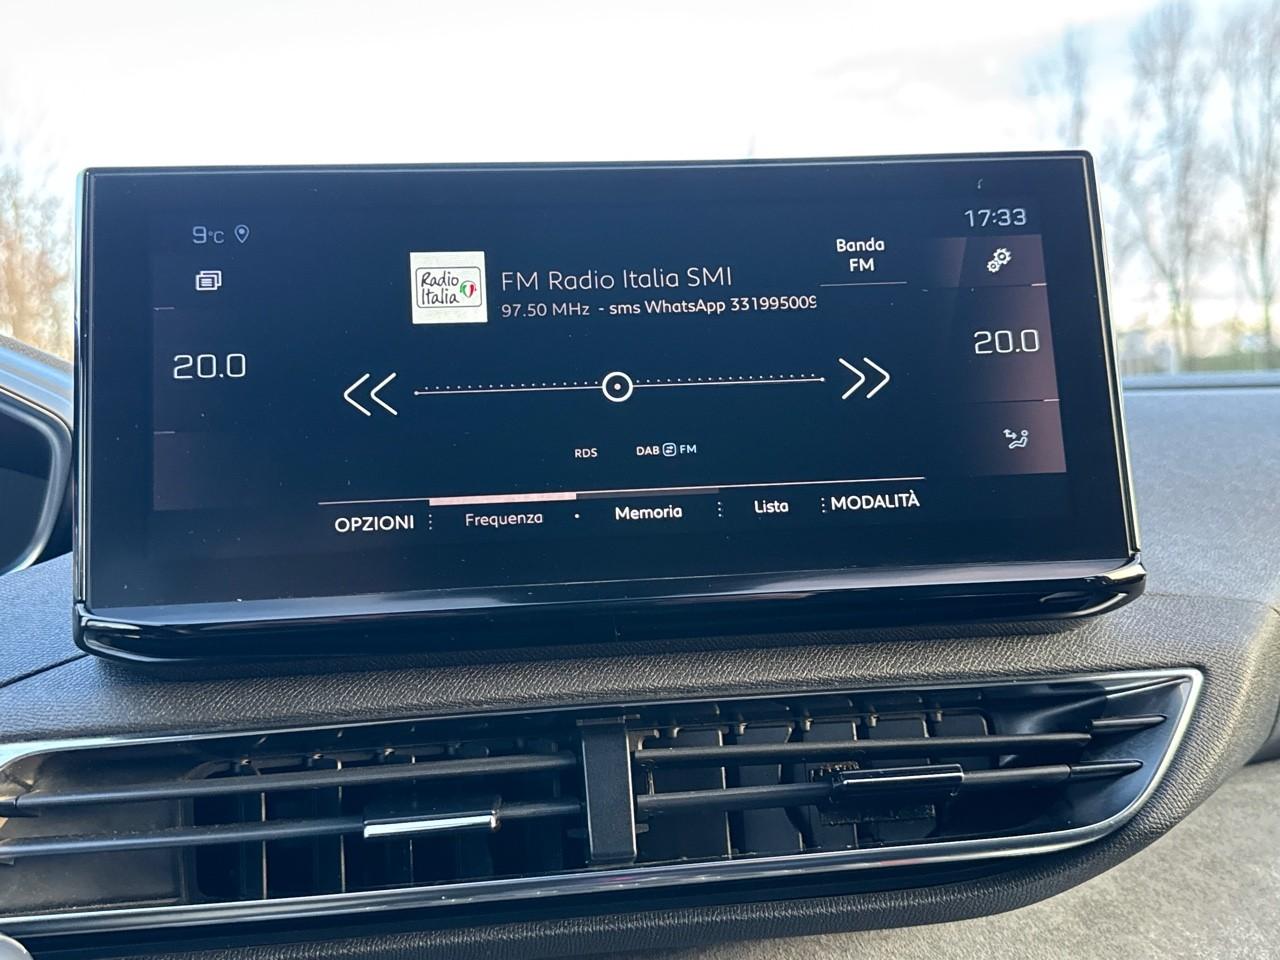 9°C
17:33
Banda
FM
Radio
Italia
FM Radio Italia SMI
97.50 MHz - sms WhatsApp 331995009
20.0
20.0
RDS
DAB FM
OPZIONI
Frequenza
Memoria
Lista
MODALITÀ